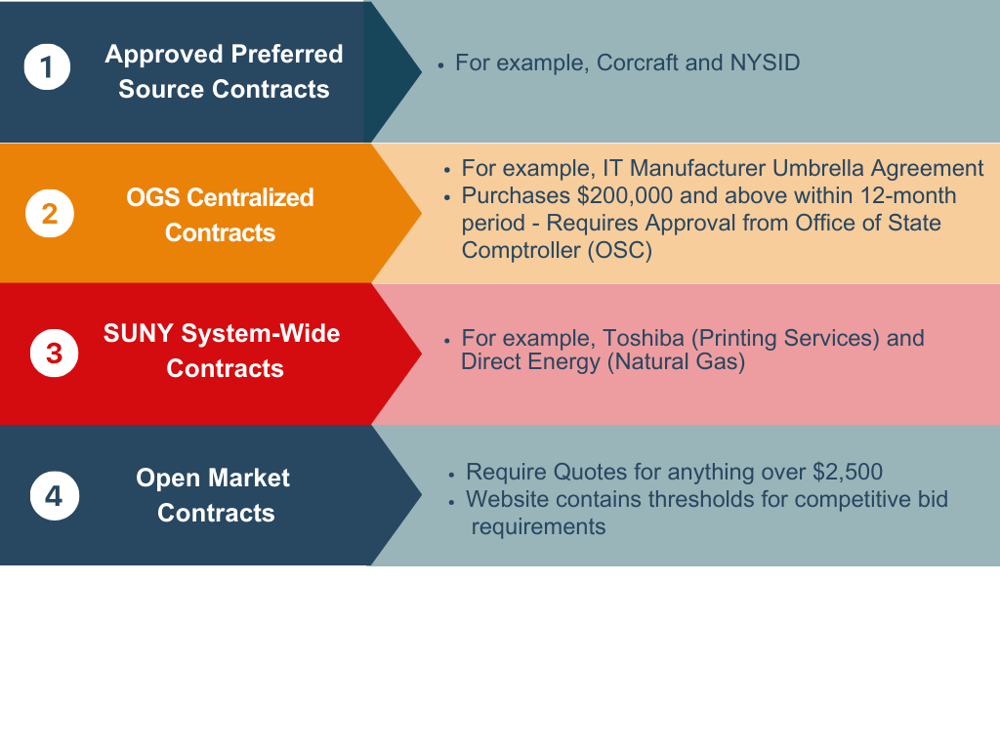 1
Approved Preferred
Source Contracts
• For example, Corcraft and NYSID
2
OGS Centralized
Contracts
• For example, IT Manufacturer Umbrella Agreement
• Purchases $200,000 and above within 12-month
period - Requires Approval from Office of State
Comptroller (OSC)
3
SUNY System-Wide
Contracts
• For example, Toshiba (Printing Services) and
Direct Energy (Natural Gas)
4
Open Market
Contracts
• Require Quotes for anything over $2,500
• Website contains thresholds for competitive bid
requirements